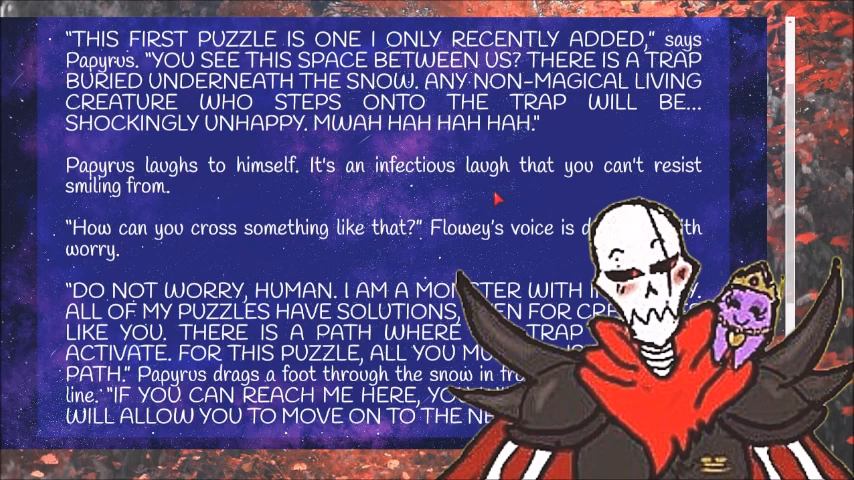 "THIS FIRST PUZZLE IS ONE I ONLY RECENTLY ADDED," says
Papyrus. "YOU SEE THIS SPACE BETWEEN US? THERE IS A TRAP
BURIED UNDERNEATH THE SNOW. ANY NON-MAGICAL LIVING
CREATURE WHO STEPS ONTO THE TRAP WILL BE...
SHOCKINGLY UNHAPPY. MWAH HAH HAH HAH."
Papyrus laughs to himself. It's an infectious laugh that you can't resist
smiling from.
"How can you cross something like that?" Flowey's voice is
worry.
"DO NOT WORRY, HUMAN. I AM A WITH
ALL OF MY PUZZLES HAVE SOLUTIONS, FOR
LIKE YOU. THERE IS A PATH WHERE TRAP
ACTIVATE. FOR THIS PUZZLE, ALL YOU
PATH." Papyrus drags a foot through the snow in
line. "IF YOU CAN REACH ME HERE,
WILL ALLOW YOU TO MOVE ON TO THE